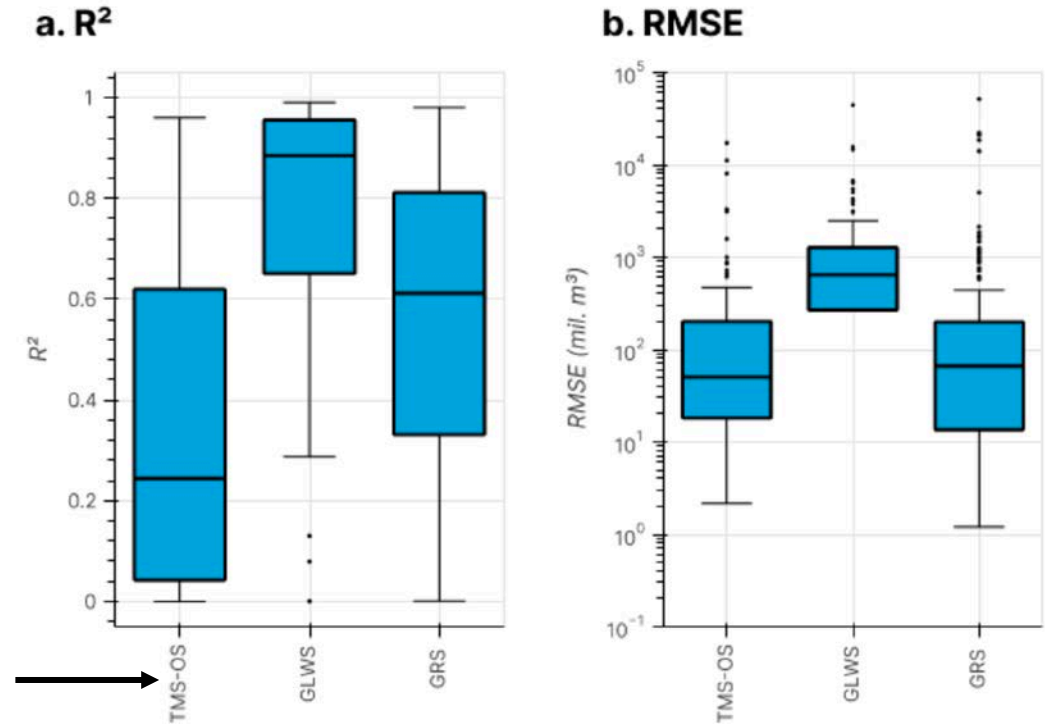 a. R²
b. RMSE
R²
1
0.8
0.6
0.4
0.2
0
TMS-OS
GLWS
GRS
RMSE (mil. m³)
10⁵
10⁴
10³
10²
10¹
10⁰
10⁻¹
TMS-OS
GLWS
GRS